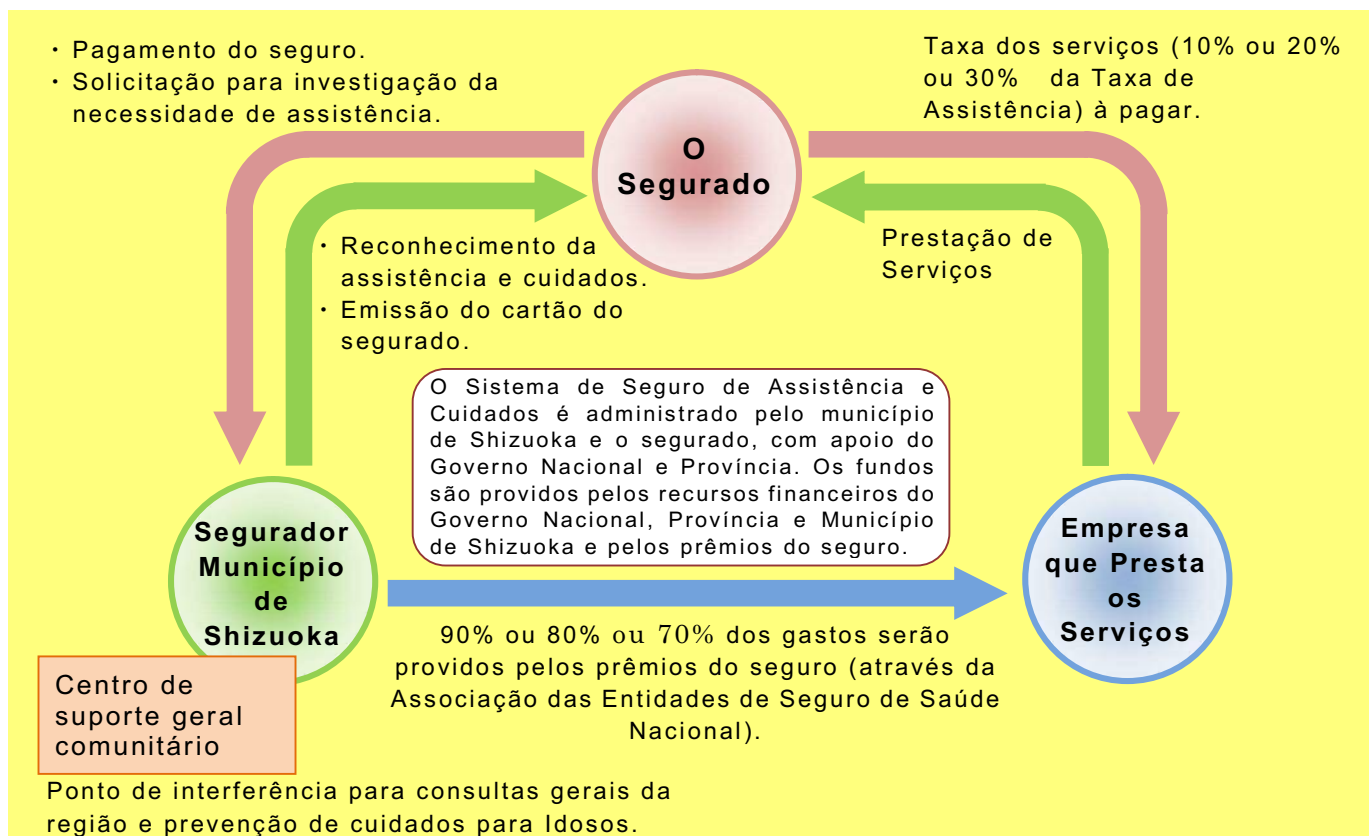 ・ Pagamento do seguro.
・ Solicitação para investigação da
necessidade de assistência.
Taxa dos serviços (10% ou 20%
ou 30% da Taxa de
Assistência) à pagar.
O
Segurado
・ Reconhecimento da
assistência e cuidados.
・ Emissão do cartão do
segurado.
Prestação de
Serviços
O Sistema de Seguro de Assistência e
Cuidados é administrado pelo município
de Shizuoka e o segurado, com apoio do
Governo Nacional e Província. Os fundos
são providos pelos recursos financeiros do
Governo Nacional, Província e Município
de Shizuoka e pelos prêmios do seguro.
Segurador
Município
de
Shizuoka
Empresa
que Presta
os
Serviços
90% ou 80% ou 70% dos gastos serão
providos pelos prêmios do seguro (através da
Associação das Entidades de Seguro de Saúde
Nacional).
Centro de
suporte geral
comunitário
Ponto de interferência para consultas gerais da
região e prevenção de cuidados para Idosos.